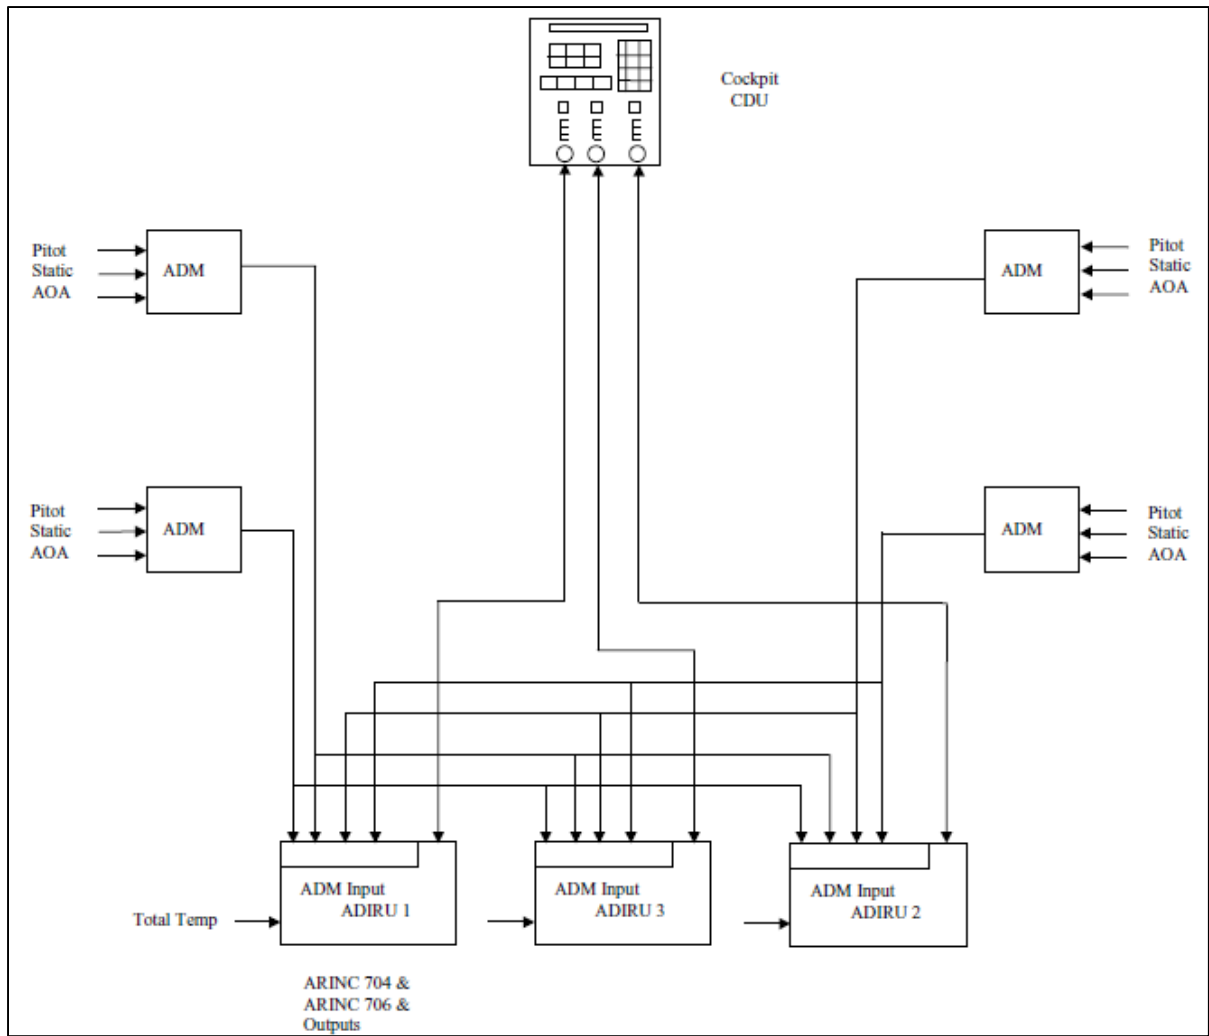 Cockpit
CDU
Pitot
Static
AOA
ADM
ADM
Pitot
Static
AOA
Pitot
Static
AOA
ADM
ADM
Pitot
Static
AOA
ADM Input
ADIRU 1
ADM Input
ADIRU 3
ADM Input
ADIRU 2
Total Temp
ARINC 704 &
ARINC 706 &
Outputs